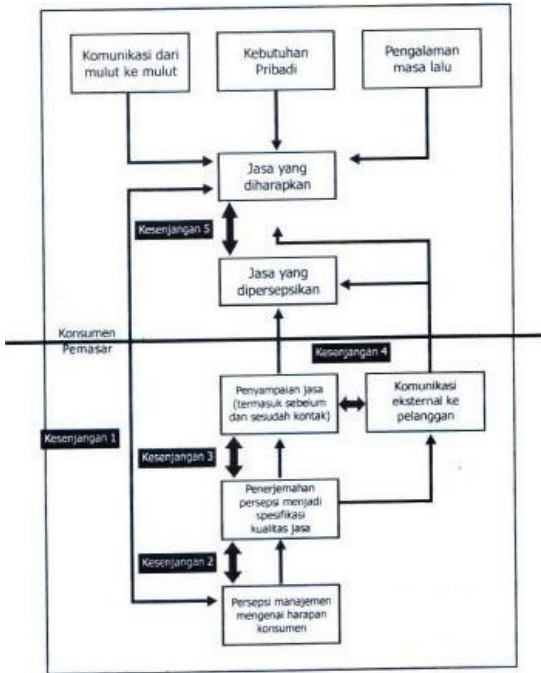 Komunikasi dari
mulut ke mulut
Kebutuhan
Pribadi
Pengalaman
masa lalu
Jasa yang
diharapkan
Kesenjangan 5
Jasa yang
dipersepsikan
Konsumen
Pemasar
Kesenjangan 4
Penyampaian jasa
(termasuk sebelum
dan sesudah kontak)
Komunikasi
eksternal ke
pelanggan
Kesenjangan 1
Kesenjangan 3
Penerjemahan
persepsi menjadi
spesifikasi
kualitas jasa
Kesenjangan 2
Persepsi manajemen
mengenai harapan
konsumen